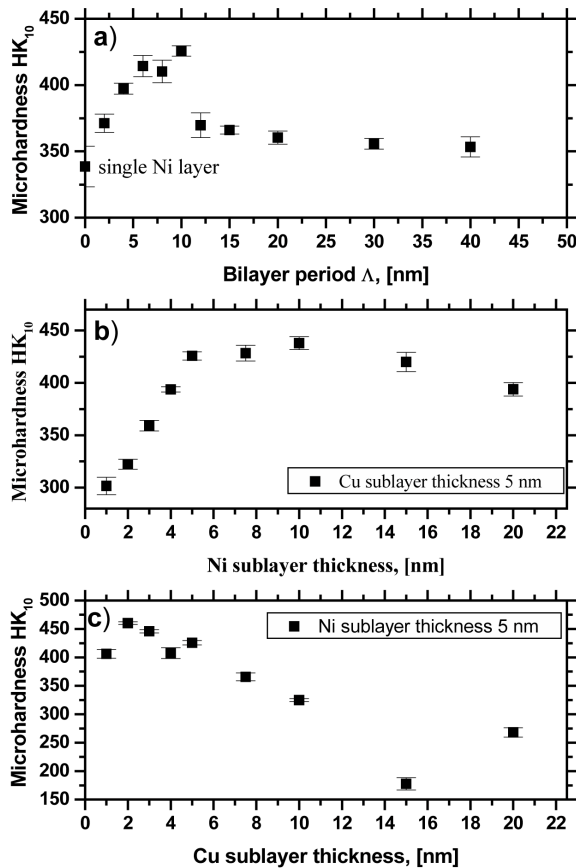 a)
Microhardness HK10
450
400
350
300
single Ni layer
0 5 10 15 20 25 30 35 40 45 50
Bilayer period Λ, [nm]
b)
Microhardness HK10
450
400
350
300
Cu sublayer thickness 5 nm
0 2 4 6 8 10 12 14 16 18 20 22
Ni sublayer thickness, [nm]
c)
Microhardness HK10
500
450
400
350
300
250
200
150
Ni sublayer thickness 5 nm
0 2 4 6 8 10 12 14 16 18 20 22
Cu sublayer thickness, [nm]